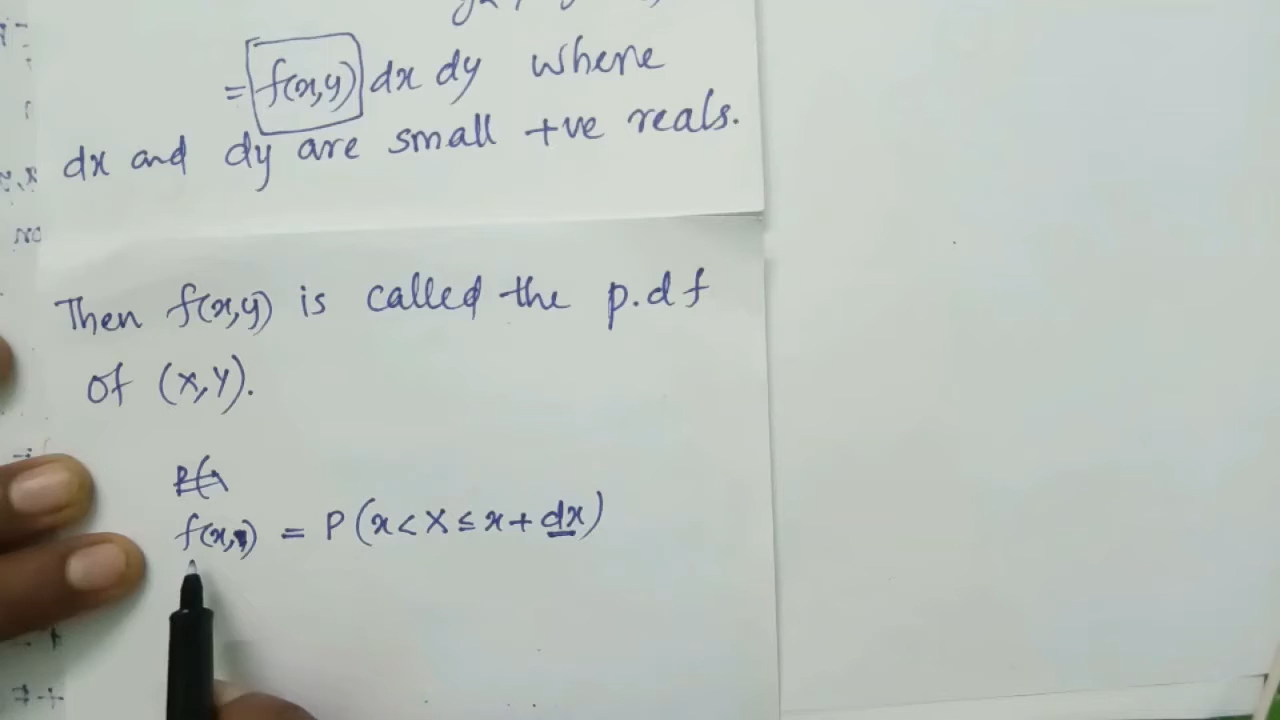 = f(x,y) dx dy where
dx and dy are small +ve reals.
Then f(x,y) is called the p.d f
of (X,Y).
f(x,y) = P(x<X≤x+dx)